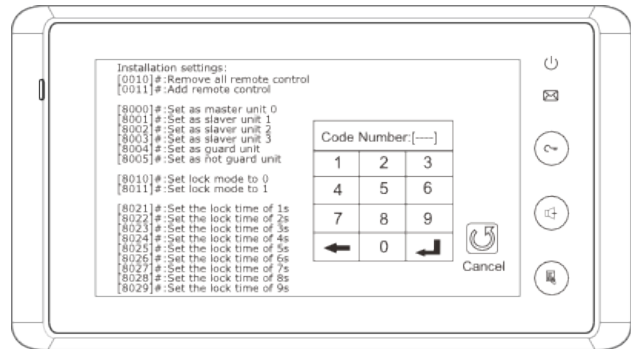 Installation settings:
[0010]#:Remove all remote control
[0011]#:Add remote control
[8000]#:Set as master unit 0
[8001]#:Set as slaver unit 1
[8002]#:Set as slaver unit 2
[8003]#:Set as slaver unit 3
[8004]#:Set as guard unit
[8005]#:Set as not guard unit
[8010]#:Set lock mode to 0
[8011]#:Set lock mode to 1
[8021]#:Set the lock time of 1s
[8022]#:Set the lock time of 2s
[8023]#:Set the lock time of 3s
[8024]#:Set the lock time of 4s
[8025]#:Set the lock time of 5s
[8026]#:Set the lock time of 6s
[8027]#:Set the lock time of 7s
[8028]#:Set the lock time of 8s
[8029]#:Set the lock time of 9s
Code Number:[----]
1 2 3
4 5 6
7 8 9
0
Cancel